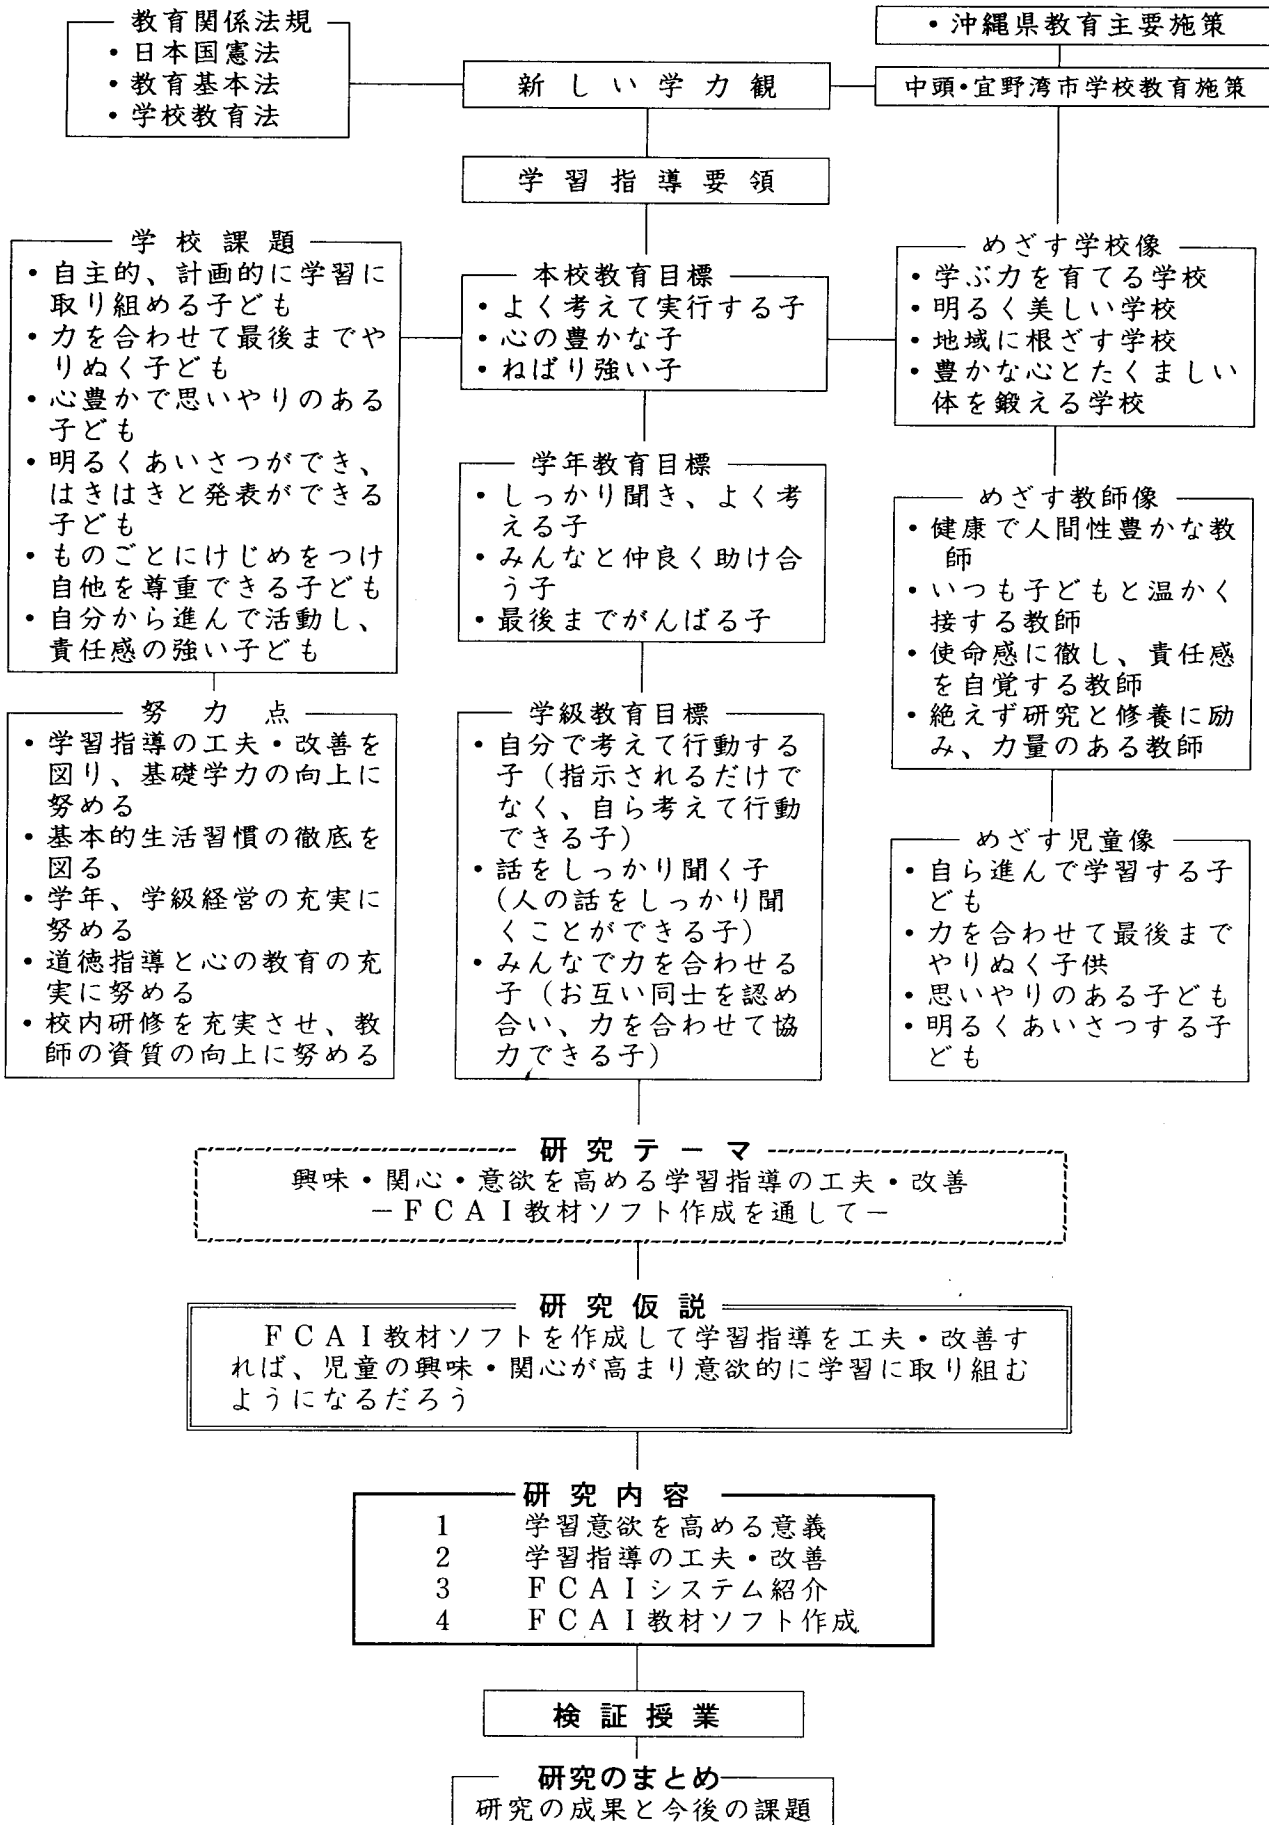 教育関係法規
・日本国憲法
・教育基本法
・学校教育法
新しい学力観
・沖縄県教育主要施策
中頭・宜野湾市学校教育施策
学習指導要領
学校課題
・自主的、計画的に学習に
取り組める子ども
・力を合わせて最後までや
りぬく子ども
・心豊かで思いやりのある
子ども
・明るくあいさつができ、
はきはきと発表ができる
子ども
・ものごとにけじめをつけ
自他を尊重できる子ども
・自分から進んで活動し、
責任感の強い子ども
努力点
・学習指導の工夫・改善を
図り、基礎学力の向上に
努める
・基本的生活習慣の徹底を
図る
・学年、学級経営の充実に
努める
・道徳指導と心の教育の充
実に努める
・校内研修を充実させ、教
師の資質の向上に努める
本校教育目標
・よく考えて実行する子
・心の豊かな子
・ねばり強い子
学年教育目標
・しっかり聞き、よく考
える子
・みんなと仲良く助け合
う子
・最後までがんばる子
学級教育目標
・自分で考えて行動する
子（指示されるだけで
なく、自ら考えて行動
できる子）
・話をしっかり聞く子
（人の話をしっかり聞
くことができる子）
・みんなで力を合わせる
子（お互い同士を認め
合い、力を合わせて協
力できる子）
めざす学校像
・学ぶ力を育てる学校
・明るく美しい学校
・地域に根ざす学校
・豊かな心とたくましい
体を鍛える学校
めざす教師像
・健康で人間性豊かな教
師
・いつも子どもと温かく
接する教師
・使命感に徹し、責任感
を自覚する教師
・絶えず研究と修養に励
み、力量のある教師
めざす児童像
・自ら進んで学習する子
ども
・力を合わせて最後まで
やりぬく子供
・思いやりのある子ども
・明るくあいさつする子
ども
研究テーマ
興味・関心・意欲を高める学習指導の工夫・改善
－ＦＣＡＩ教材ソフト作成を通して－
研究仮説
ＦＣＡＩ教材ソフトを作成して学習指導を工夫・改善す
れば、児童の興味・関心が高まり意欲的に学習に取り組む
ようになるだろう
研究内容
1 学習意欲を高める意義
2 学習指導の工夫・改善
3 ＦＣＡＩシステム紹介
4 ＦＣＡＩ教材ソフト作成
検証授業
研究のまとめ
研究の成果と今後の課題